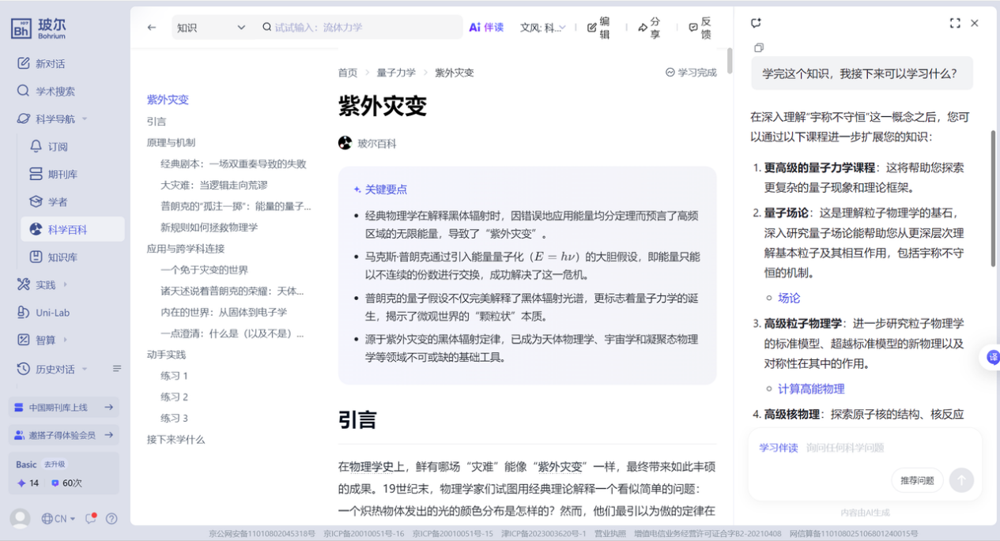 Bh
玻尔
Bohrium
新对话
学术搜索
科学导航
订阅
期刊库
学者
科学百科
知识库
实践
Uni-Lab
智算
历史对话
中国期刊库上线
邀搭子得体验会员
Basic 去升级
14 60次
CN
知识
试试输入：流体力学
Ai 伴读
文风: 科...
编辑
分享
反馈
紫外灾变
引言
原理与机制
经典剧本：一场双重奏导致的失败
大灾难：当逻辑走向荒谬
普朗克的“孤注一掷”：能量的量子...
新规则如何拯救物理学
应用与跨学科连接
一个免于灾变的世界
诸天述说着普朗克的荣耀：天体...
内在的世界：从固体到电子学
一点澄清：什么是（以及不是）...
动手实践
练习 1
练习 2
练习 3
接下来学什么
首页 > 量子力学 > 紫外灾变
学习完成
紫外灾变
玻尔百科
关键要点
经典物理学在解释黑体辐射时，因错误地应用能量均分定理而预言了高频
区域的无限能量，导致了“紫外灾变”。
马克斯·普朗克通过引入能量量子化（E = hν）的大胆假设，即能量只能
以不连续的份数进行交换，成功解决了这一危机。
普朗克的量子假设不仅完美解释了黑体辐射光谱，更标志着量子力学的诞
生，揭示了微观世界的“颗粒状”本质。
源于紫外灾变的黑体辐射定律，已成为天体物理学、宇宙学和凝聚态物理
学等领域不可或缺的基础工具。
引言
在物理学史上，鲜有哪场“灾难”能像“紫外灾变”一样，最终带来如此丰硕
的成果。19世纪末，物理学家们试图用经典理论解释一个看似简单的问题：
一个炽热物体发出的光的颜色分布是怎样的？然而，他们最引以为傲的定律在
学完这个知识，我接下来可以学习什么？
在深入理解“宇称不守恒”这一概念之后，您可
以通过以下课程进一步扩展您的知识：
1. 更高级的量子力学课程：这将帮助您探索
更复杂的量子现象和理论框架。
2. 量子场论：这是理解粒子物理学的基石，
深入研究量子场论能帮助您从更深层次理
解基本粒子及其相互作用，包括宇称不守
恒的机制。
场论
3. 高级粒子物理学：进一步研究粒子物理学
的标准模型、超越标准模型的新物理以及
对称性在其中的作用。
计算高能物理
4. 高级核物理：探索原子核的结构、核反应
译
学习伴读 询问任何科学问题
推荐问题
内容由AI生成
京公网安备11010802045318号 京ICP备20010051号-16 京ICP备20010051号-15 津ICP备2023003620号-1 营业执照 增值电信业务经营许可证合字B2-20210408 网信算备110108025106801240015号